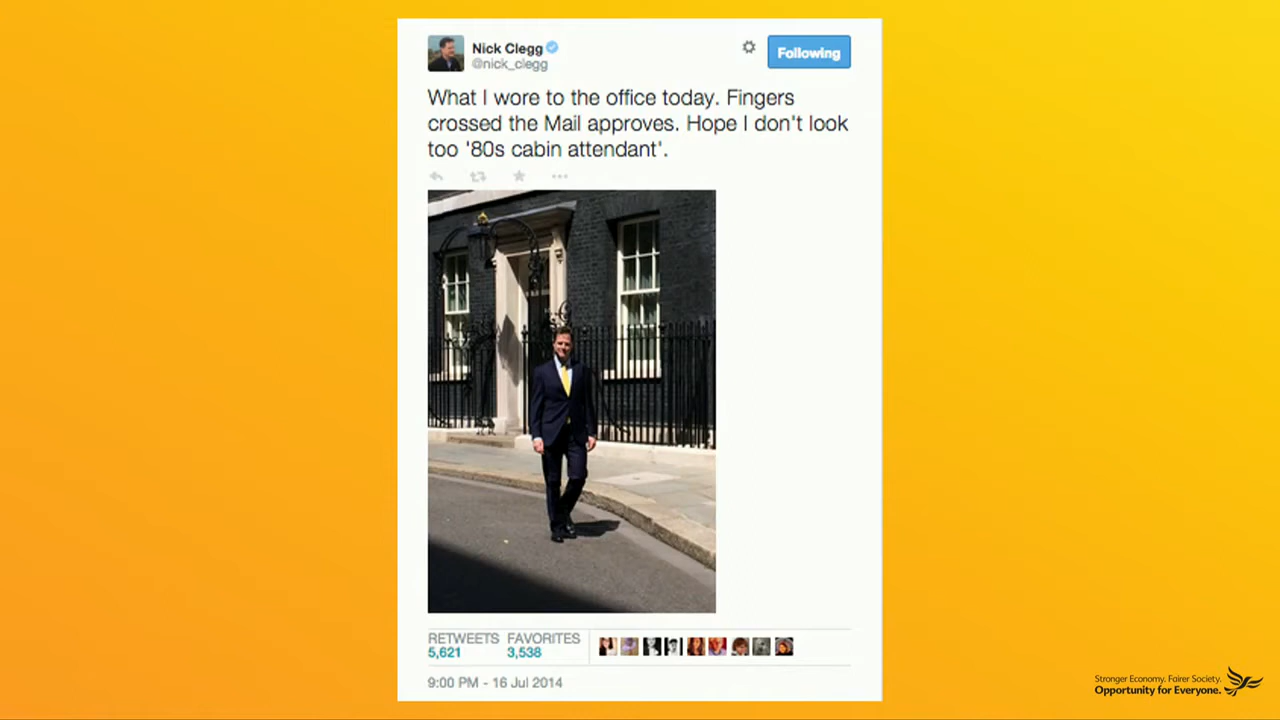 Nick Clegg
@nick_clegg
Following
What I wore to the office today. Fingers
crossed the Mail approves. Hope I don't look
too '80s cabin attendant'.
RETWEETS FAVORITES
5,621 3,538
9:00 PM - 16 Jul 2014
Stronger Economy. Fairer Society.
Opportunity for Everyone.